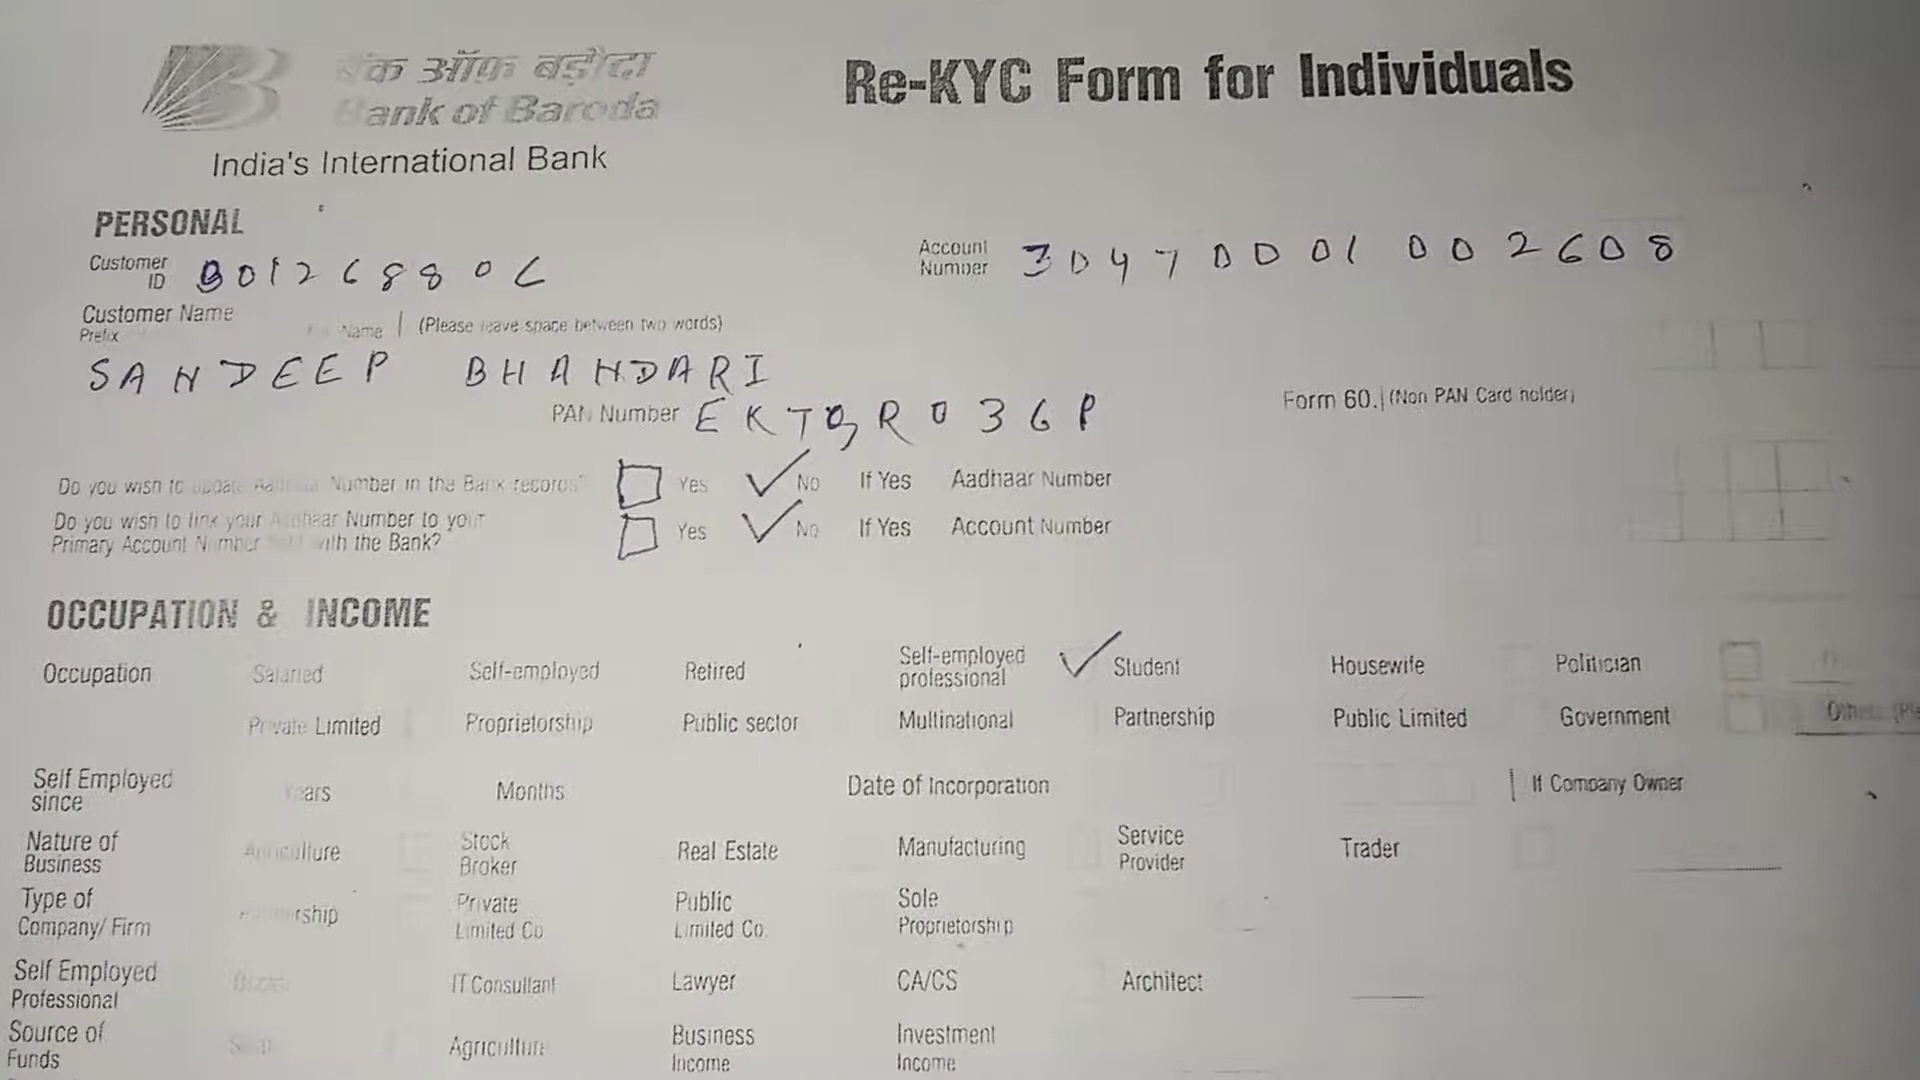 बैंक ऑफ़ बड़ौदा
Bank of Baroda
India's International Bank
Re-KYC Form for Individuals
PERSONAL
Customer ID 301268806
Account Number 30470001002608
Customer Name
Prefix Name (Please leave space between two words)
SANDEEP BHANDARI
PAN Number Form 60. (Non PAN Card holder)
Do you wish to update Aadhaar Number in the Bank records? Yes No If Yes Aadhaar Number
Do you wish to link your Aadhaar Number to your Yes No If Yes Account Number
Primary Account Number held with the Bank?
OCCUPATION & INCOME
Occupation Salaried Self-employed Retired Self-employed professional Student Housewife Politician
Private Limited Proprietorship Public sector Multinational Partnership Public Limited Government
Self Employed since Years Months Date of Incorporation If Company Owner
Nature of Business Agriculture Stock Broker Real Estate Manufacturing Service Provider Trader
Type of Company/ Firm Partnership Private Limited Co. Public Limited Co. Sole Proprietorship
Self Employed Professional IT Consultant Lawyer CA/CS Architect
Source of Funds Agriculture Business Income Investment Income